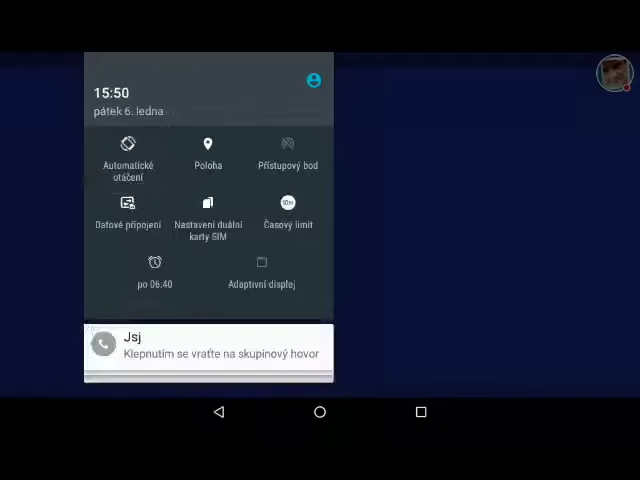 15:50
pátek 6. ledna
Automatické
otáčení
Poloha
Přístupový bod
Datové připojení
Nastavení duální
karty SIM
Časový limit
po 06:40
Adaptivní displej
Jsj
Klepnutím se vraťte na skupinový hovor